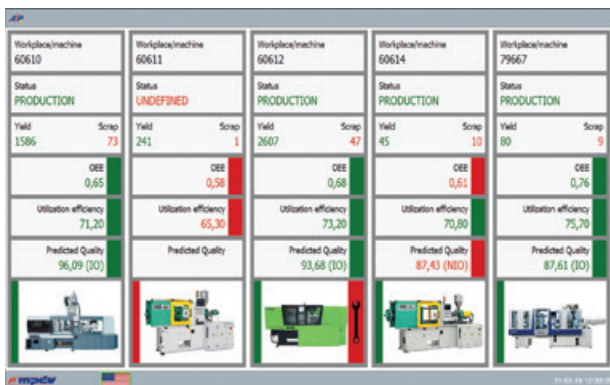 Workplace/machine
60610
Status
PRODUCTION
Yield Scrap
1586 73
OEE
0,65
Utilization efficiency
71,20
Predicted Quality
96,09 (IO)
Workplace/machine
60611
Status
UNDEFINED
Yield Scrap
241 1
OEE
0,58
Utilization efficiency
65,30
Predicted Quality
Workplace/machine
60612
Status
PRODUCTION
Yield Scrap
2607 47
OEE
0,68
Utilization efficiency
73,20
Predicted Quality
93,68 (IO)
Workplace/machine
60614
Status
PRODUCTION
Yield Scrap
45 10
OEE
0,61
Utilization efficiency
70,80
Predicted Quality
87,43 (NIO)
Workplace/machine
79667
Status
PRODUCTION
Yield Scrap
80 9
OEE
0,76
Utilization efficiency
75,70
Predicted Quality
87,61 (IO)
mpdv